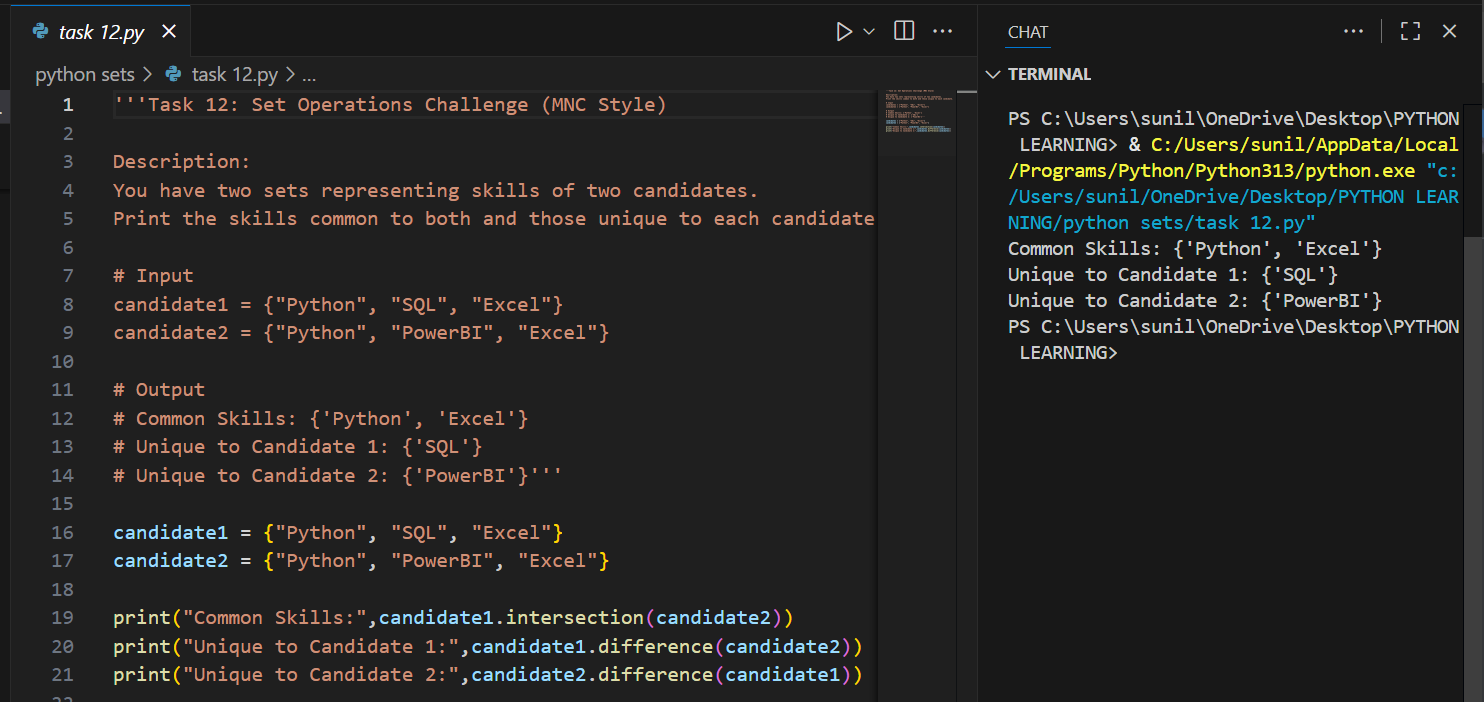 task 12.py
python sets > task 12.py > ...
1 '''Task 12: Set Operations Challenge (MNC Style)
2
3 Description:
4 You have two sets representing skills of two candidates.
5 Print the skills common to both and those unique to each candidate
6
7 # Input
8 candidate1 = {"Python", "SQL", "Excel"}
9 candidate2 = {"Python", "PowerBI", "Excel"}
10
11 # Output
12 # Common Skills: {'Python', 'Excel'}
13 # Unique to Candidate 1: {'SQL'}
14 # Unique to Candidate 2: {'PowerBI'}'''
15
16 candidate1 = {"Python", "SQL", "Excel"}
17 candidate2 = {"Python", "PowerBI", "Excel"}
18
19 print("Common Skills:",candidate1.intersection(candidate2))
20 print("Unique to Candidate 1:",candidate1.difference(candidate2))
21 print("Unique to Candidate 2:",candidate2.difference(candidate1))
CHAT
TERMINAL
PS C:\Users\sunil\OneDrive\Desktop\PYTHON
LEARNING> & C:/Users/sunil/AppData/Local
/Programs/Python/Python313/python.exe "c:
/Users/sunil/OneDrive/Desktop/PYTHON LEAR
NING/python sets/task 12.py"
Common Skills: {'Python', 'Excel'}
Unique to Candidate 1: {'SQL'}
Unique to Candidate 2: {'PowerBI'}
PS C:\Users\sunil\OneDrive\Desktop\PYTHON
LEARNING>